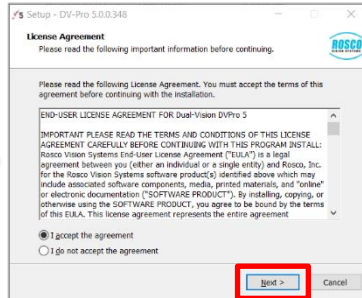 Setup - DV-Pro 5.0.0.348
License Agreement
Please read the following important information before continuing.
ROSCO
VISION SYSTEMS
Please read the following License Agreement. You must accept the terms of this
agreement before continuing with the installation.
END-USER LICENSE AGREEMENT FOR Dual-Vision DVPro 5
IMPORTANT PLEASE READ THE TERMS AND CONDITIONS OF THIS LICENSE
AGREEMENT CAREFULLY BEFORE CONTINUING WITH THIS PROGRAM INSTALL:
Rosco Vision Systems End-User License Agreement ("EULA") is a legal
agreement between you (either an individual or a single entity) and Rosco, Inc.
for the Rosco Vision Systems software product(s) identified above which may
include associated software components, media, printed materials, and "online"
or electronic documentation ("SOFTWARE PRODUCT"). By installing, copying, or
otherwise using the SOFTWARE PRODUCT, you agree to be bound by the terms
of this EULA. This license agreement represents the entire agreement
I accept the agreement
I do not accept the agreement
Next >
Cancel